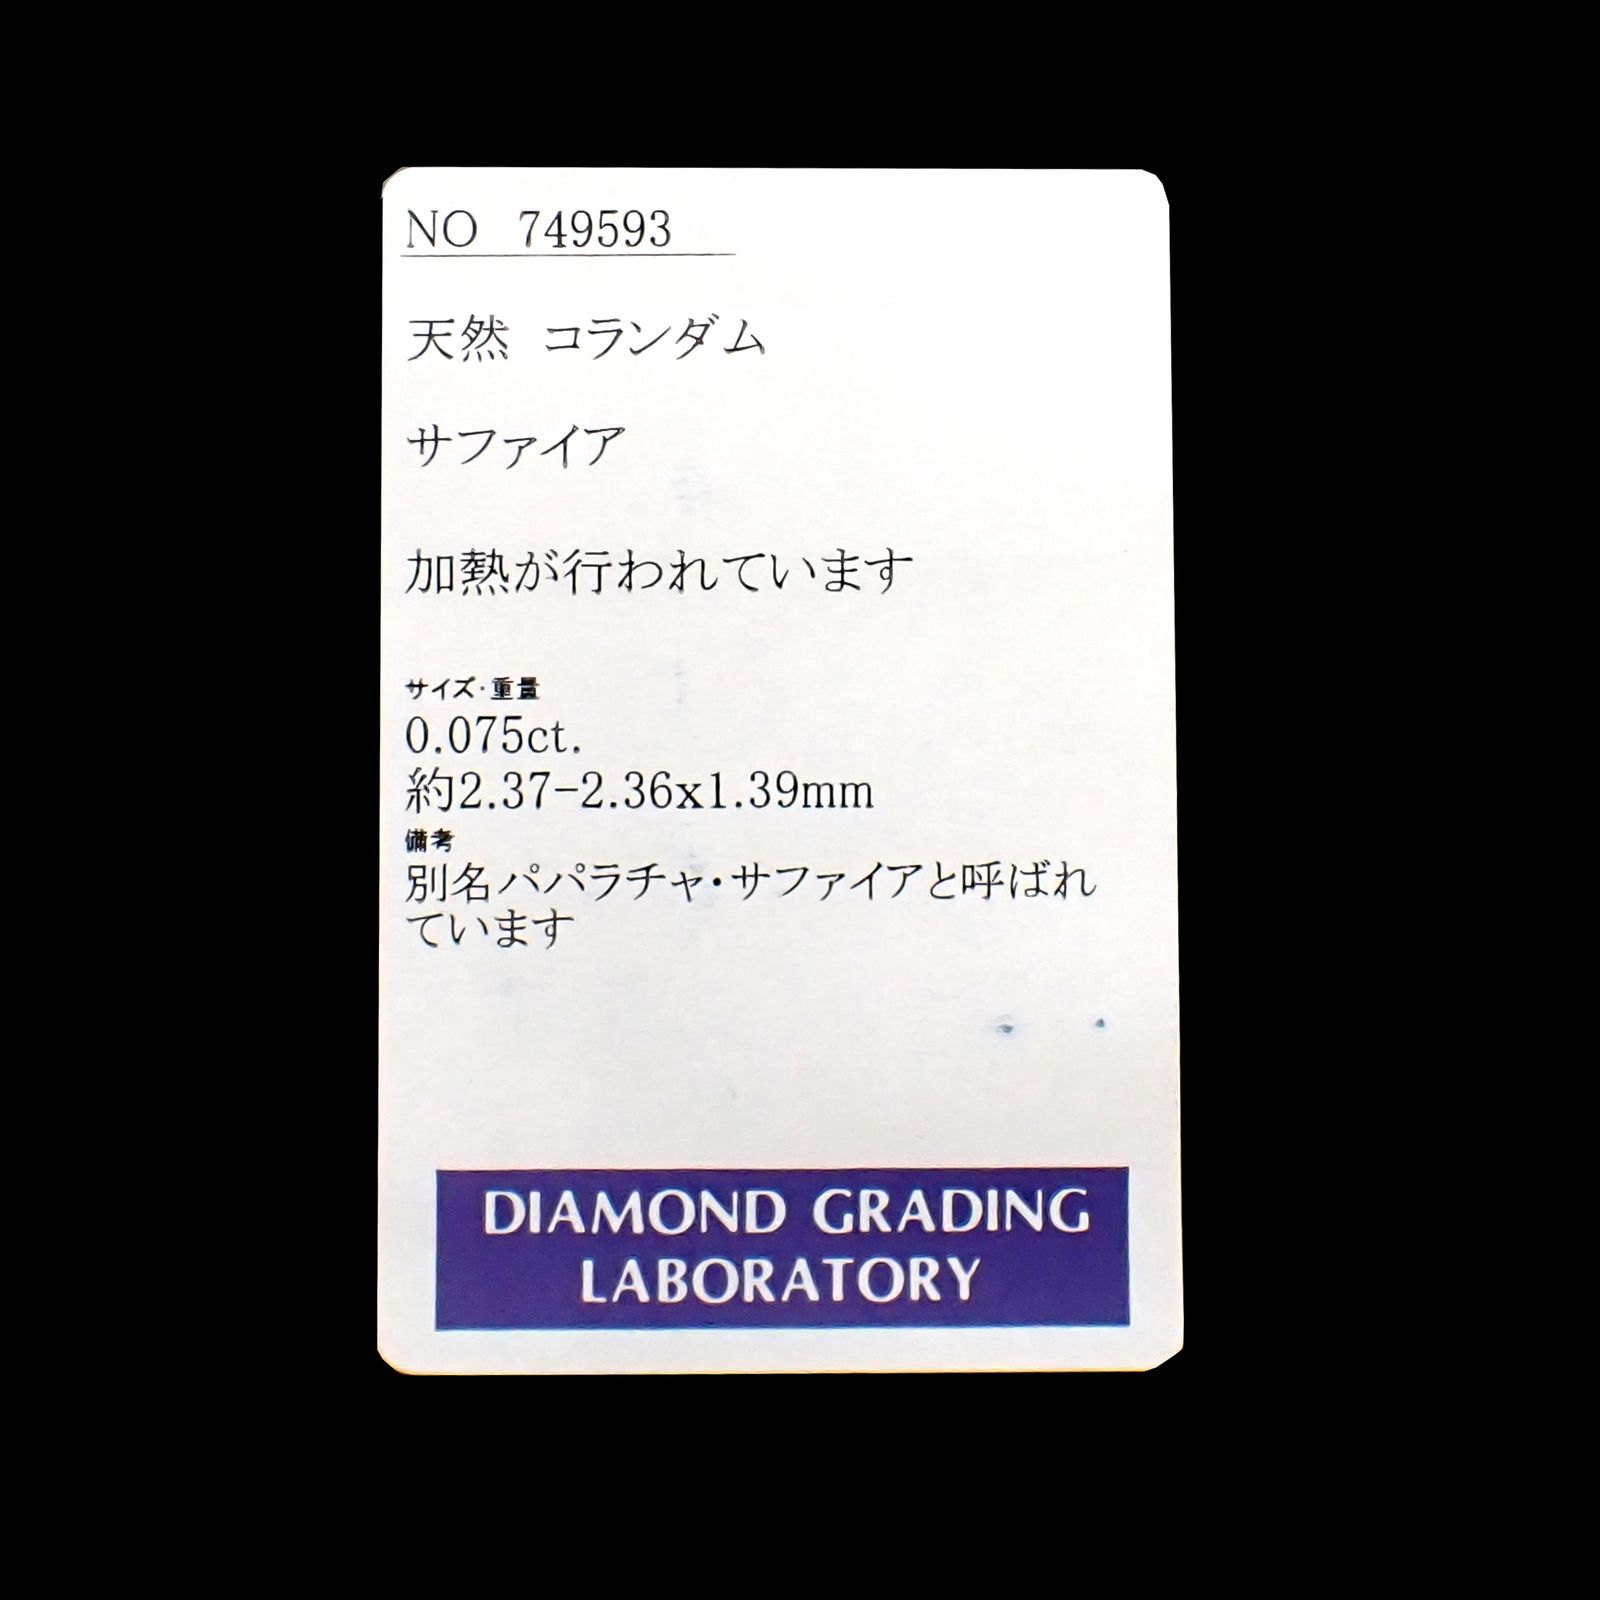 NO 749593
天然 コランダム
サファイア
加熱が行われています
サイズ・重量
0.075ct.
約2.37-2.36x1.39mm
備考
別名パパラチャ・サファイアと呼ばれ
ています
DIAMOND GRADING
LABORATORY